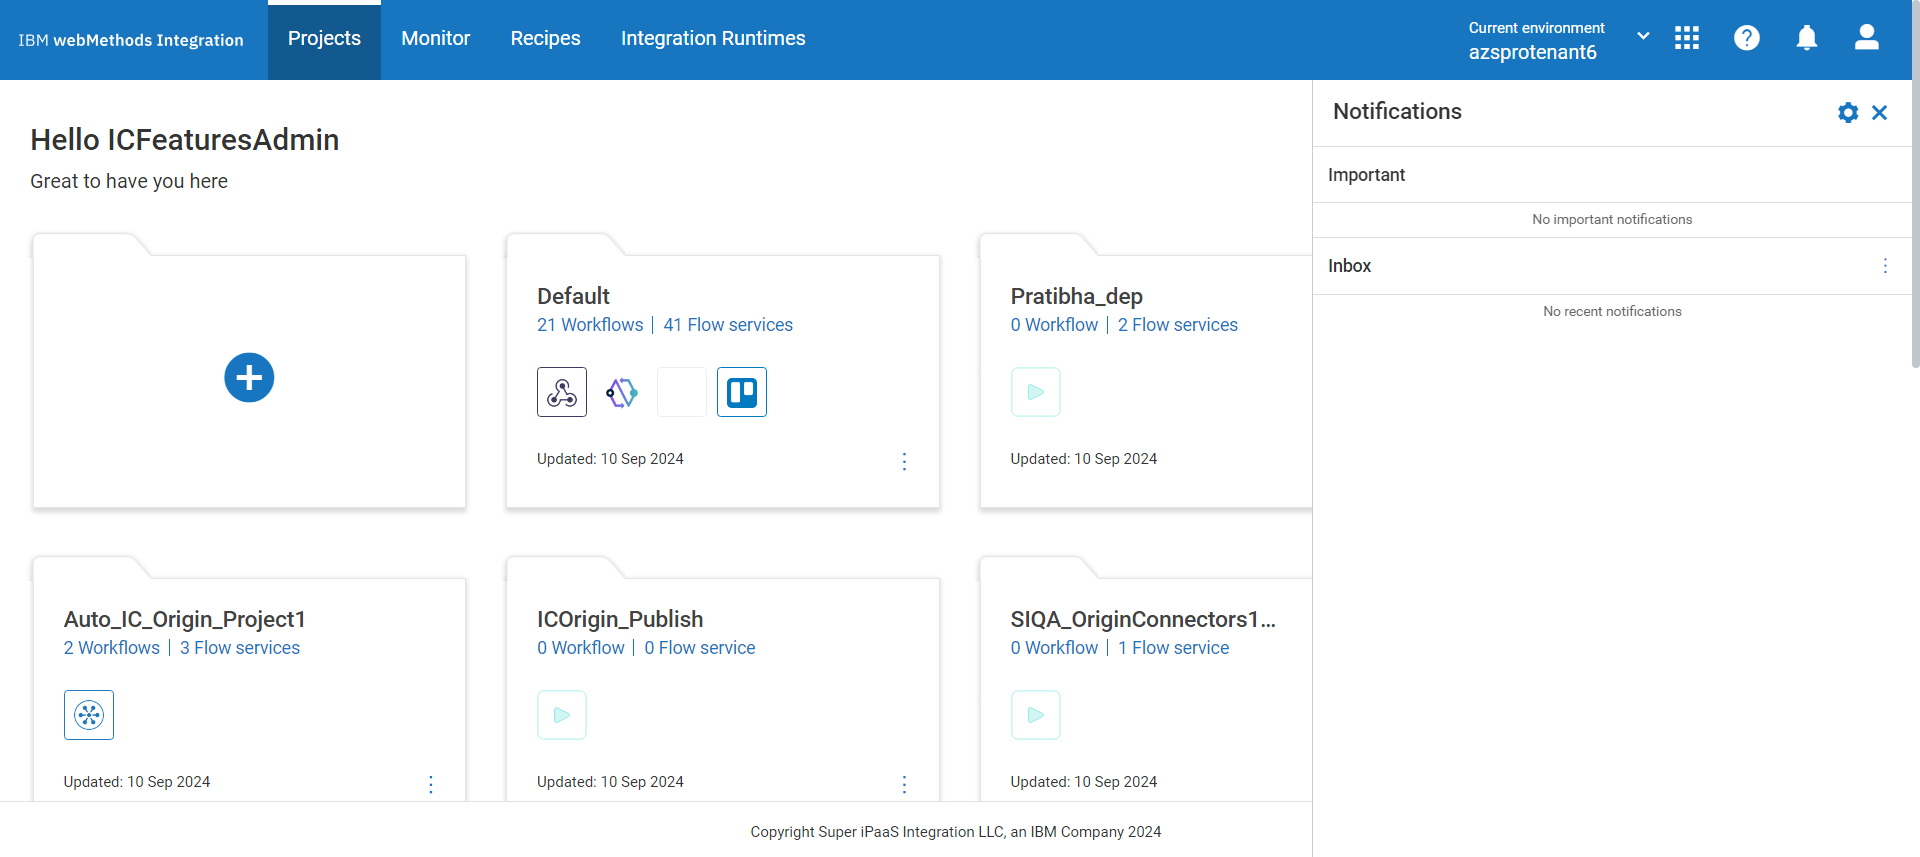 IBM webMethods Integration
Projects
Monitor
Recipes
Integration Runtimes
Current environment
azsprotenant6
Hello ICFeaturesAdmin
Great to have you here
Default
21 Workflows | 41 Flow services
Updated: 10 Sep 2024
Pratibha_dep
0 Workflow | 2 Flow services
Updated: 10 Sep 2024
Auto_IC_Origin_Project1
2 Workflows | 3 Flow services
Updated: 10 Sep 2024
ICOrigin_Publish
0 Workflow | 0 Flow service
Updated: 10 Sep 2024
SIQA_OriginConnectors1...
0 Workflow | 1 Flow service
Updated: 10 Sep 2024
Notifications
Important
No important notifications
Inbox
No recent notifications
Copyright Super iPaaS Integration LLC, an IBM Company 2024